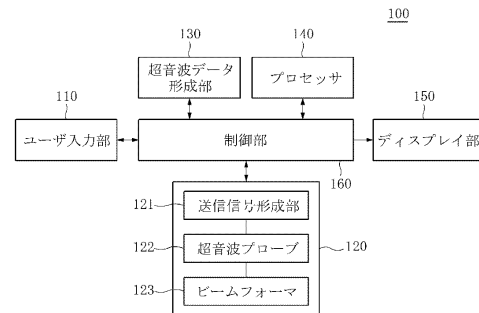 100
130
140
超音波データ
形成部
プロセッサ
110
150
ユーザ入力部
制御部
ディスプレイ部
160
121
送信信号形成部
122
超音波プローブ
120
123
ビームフォーマ